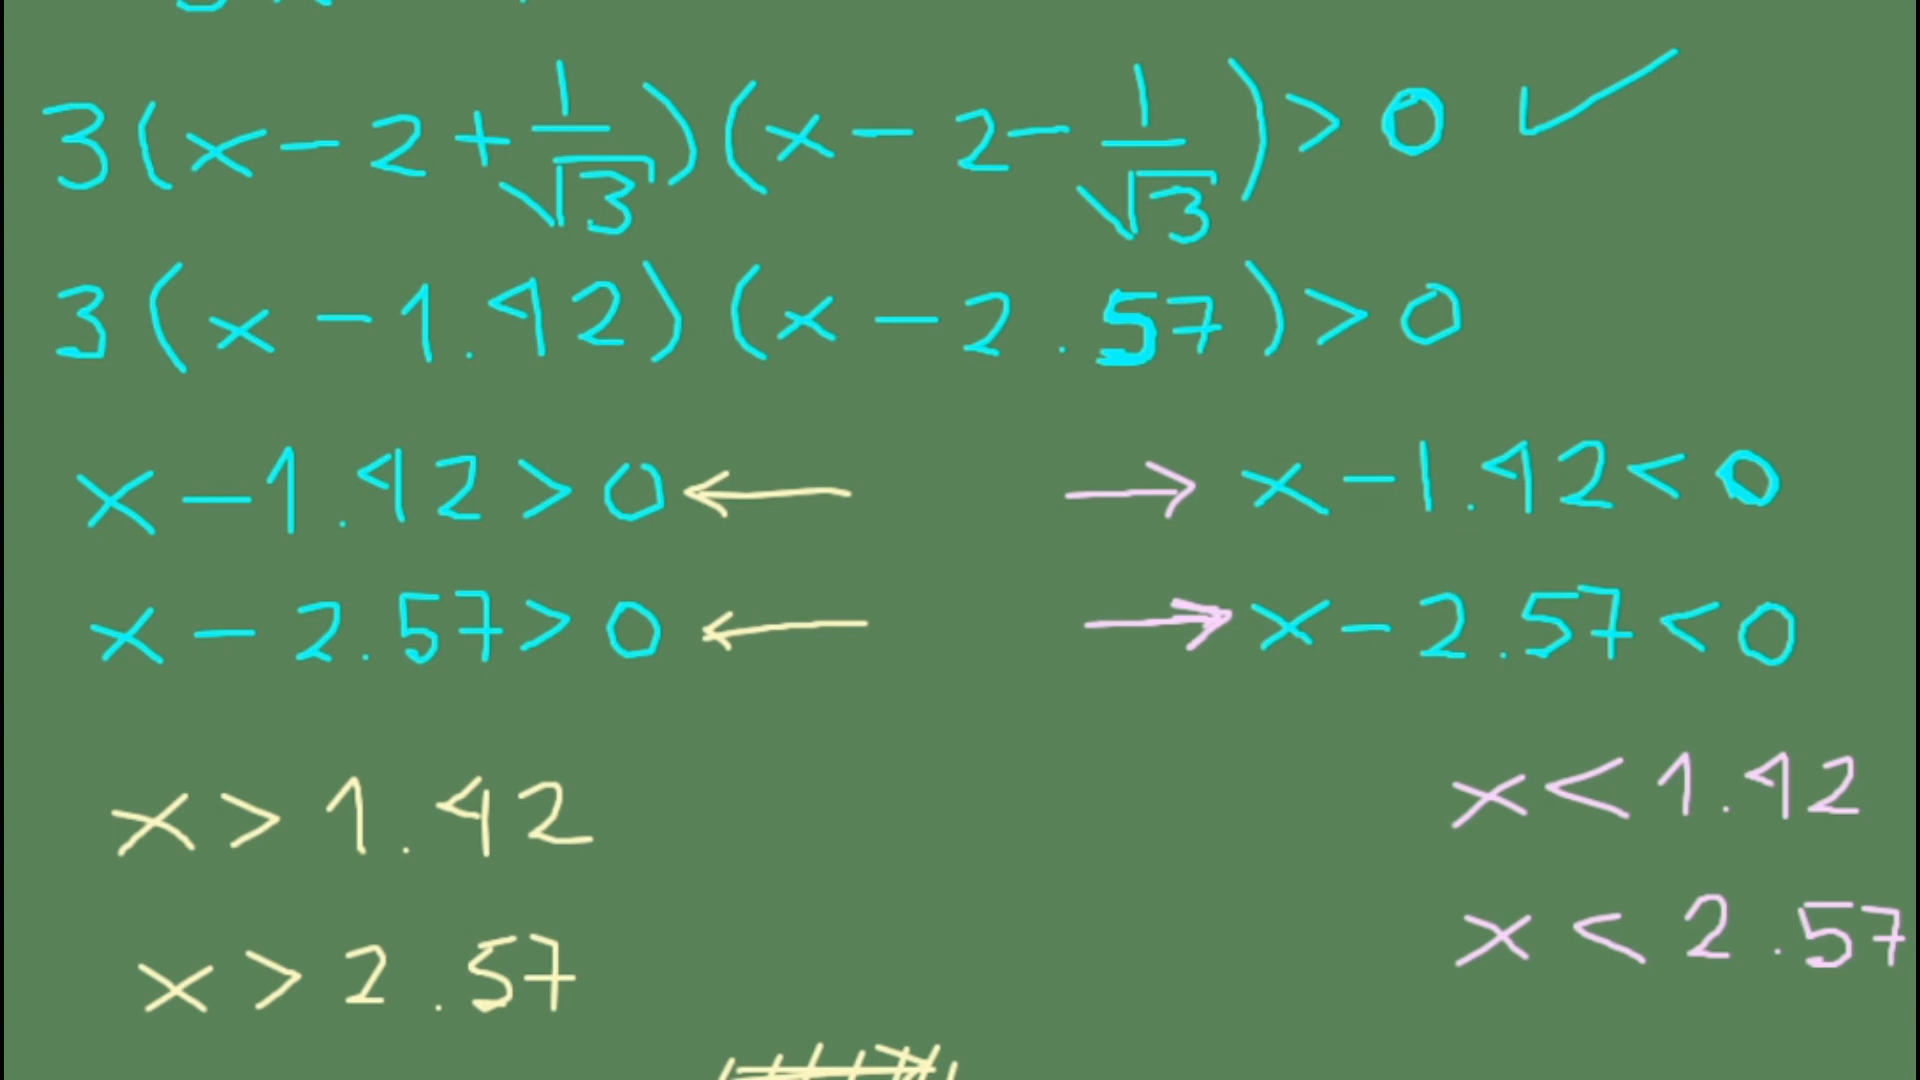 3(x-2+1/√3)(x-2-1/√3)>0 ✓
3(x-1.42)(x-2.57)>0
x-1.42>0 ← → x-1.42<0
x-2.57>0 ← → x-2.57<0
x>1.42 x<1.42
x>2.57 x<2.57